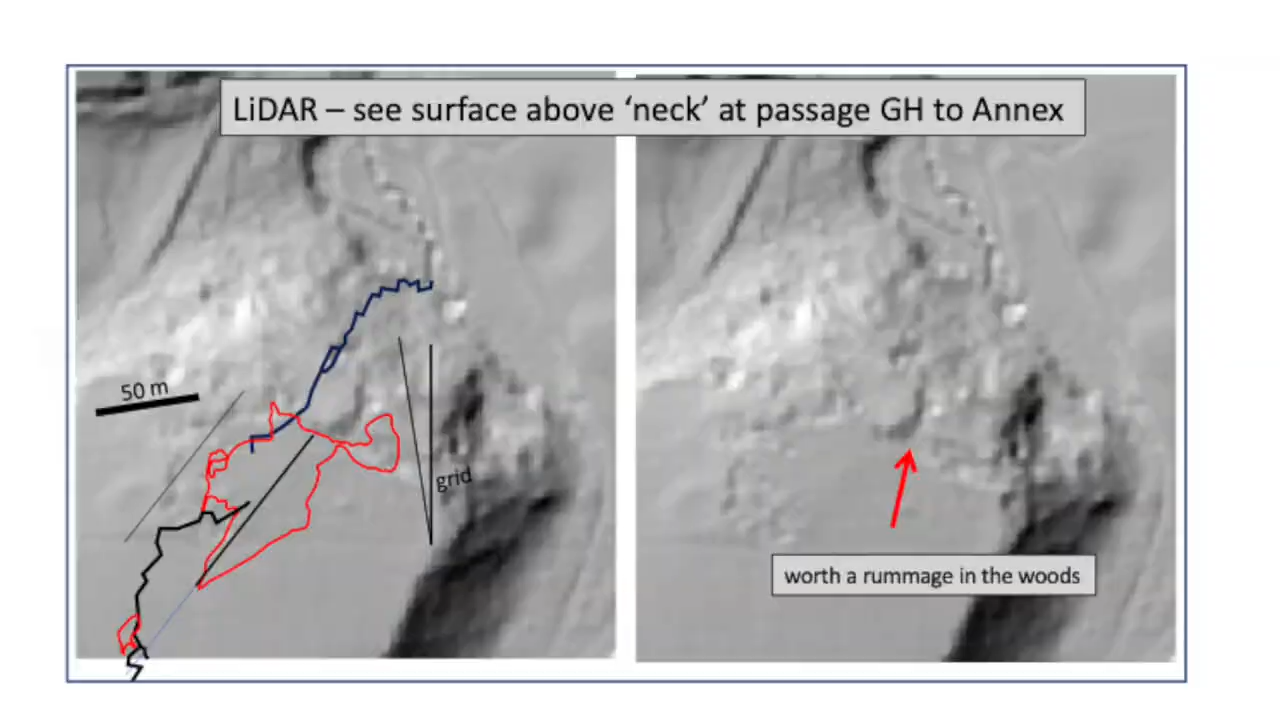 LiDAR – see surface above ‘neck’ at passage GH to Annex
50 m
grid
worth a rummage in the woods